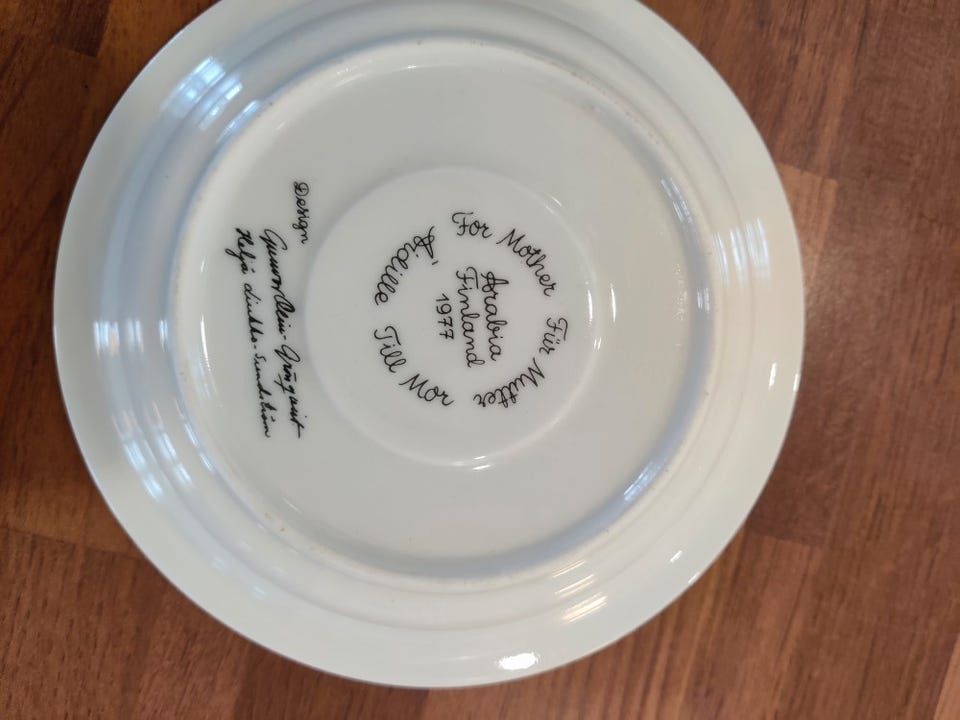 For Mother
Für Mutter
Till Mor
Äidille
Arabia
Finland
1977
Design
Gunvor Olin-Grönqvist
Heljä Liukko-Sundström